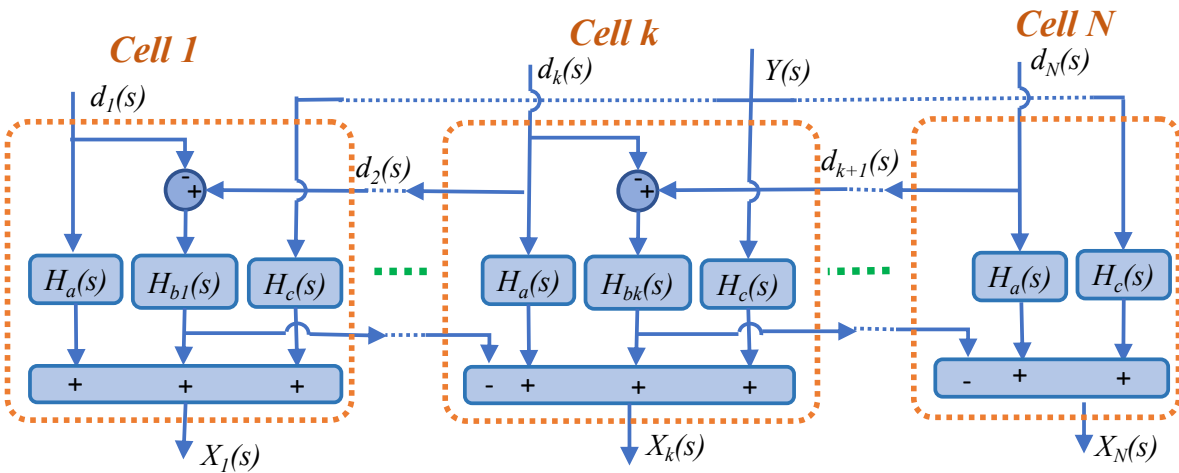 Cell 1
Cell k
Cell N
d1(s)
dk(s)
Y(s)
dN(s)
-
+
d2(s)
-
+
dk+1(s)
Ha(s)
Hb1(s)
Hc(s)
Ha(s)
Hbk(s)
Hc(s)
Ha(s)
Hc(s)
+ + +
- + + +
- + +
X1(s)
Xk(s)
XN(s)